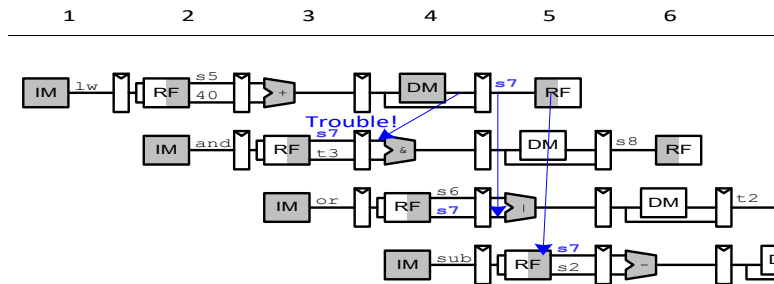 1 2 3 4 5 6
IM lw RF s5 40 + DM s7 RF
Trouble!
IM and RF s7 t3 & DM s8 RF
IM or RF s6 s7 | DM t2
IM sub RF s7 s2 -